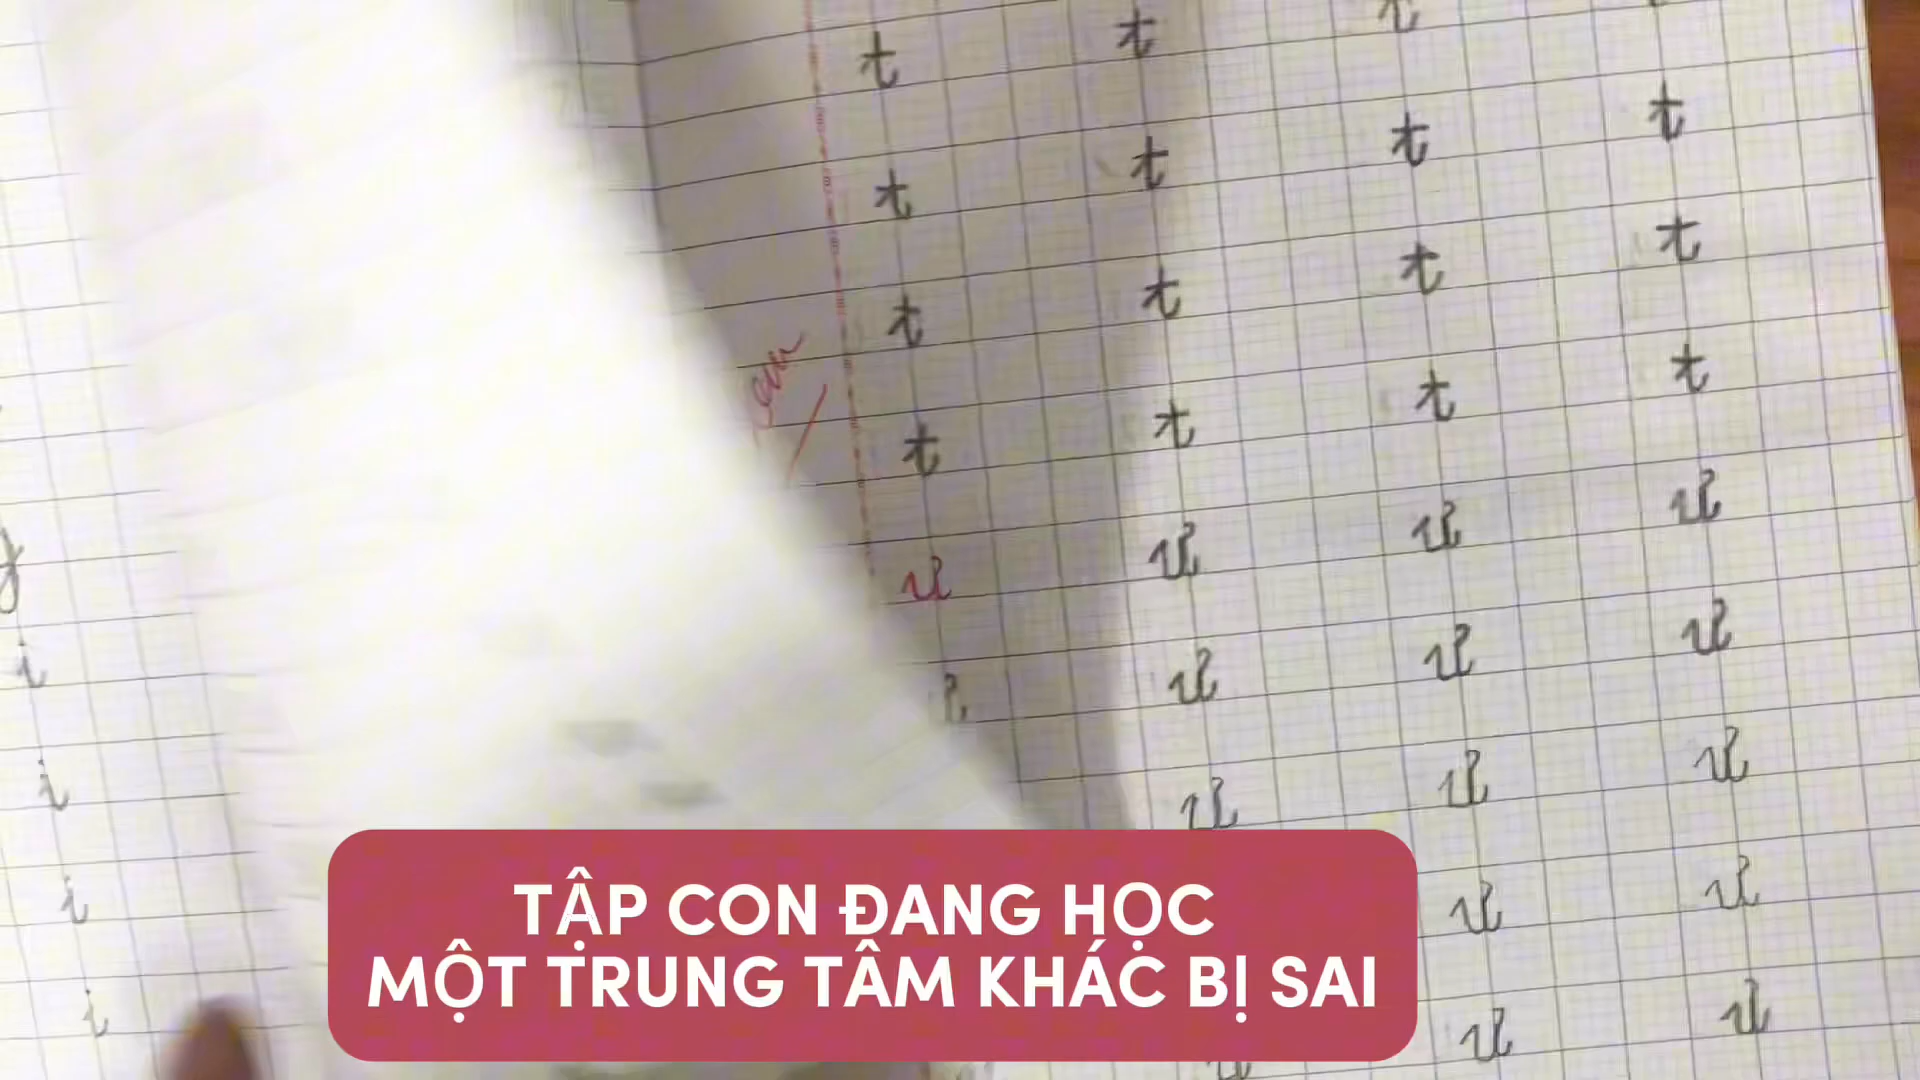 t t t
t t t t
t t t t
t t t t
t t t t
ư ư ư ư
ư ư ư
ư ư ư
ư ư
ư ư
i
i
i
i
TẬP CON ĐANG HỌC
MỘT TRUNG TÂM KHÁC BỊ SAI